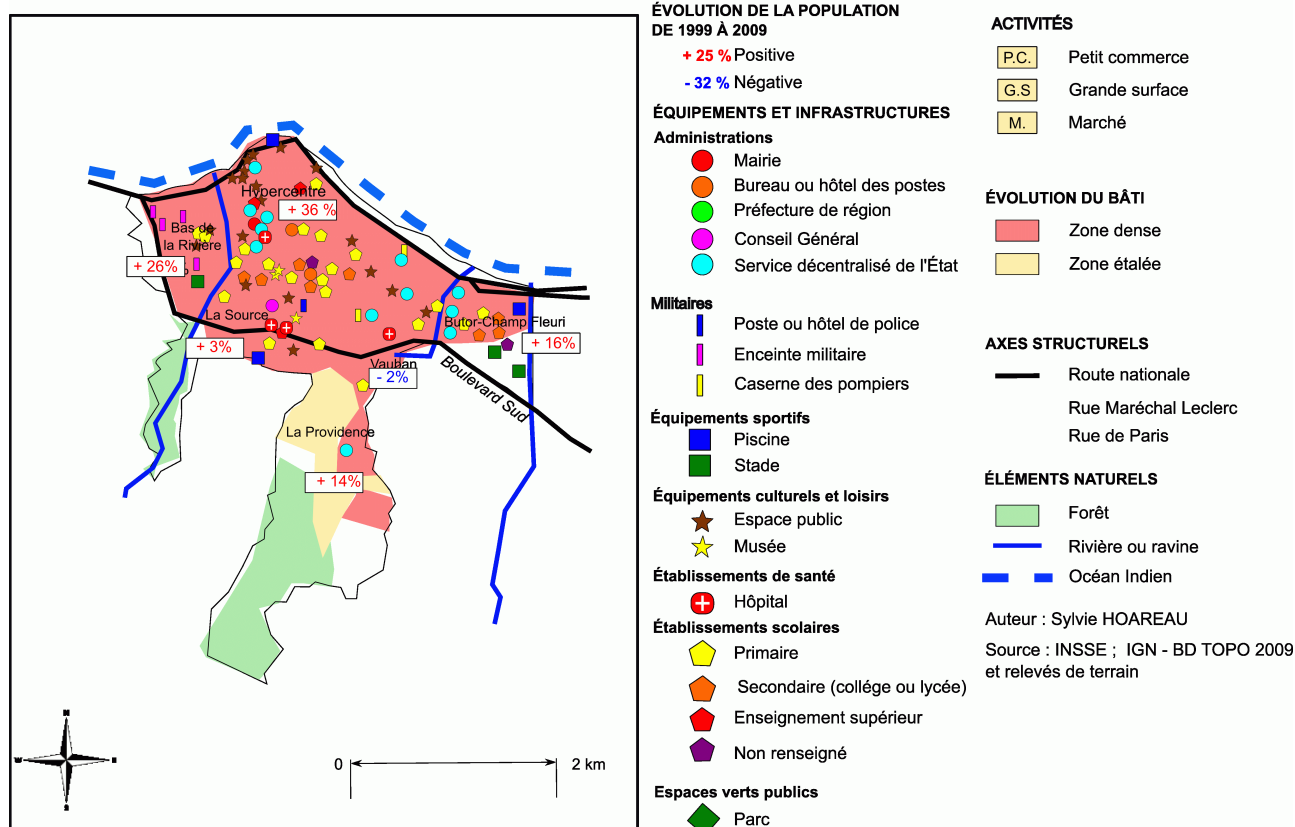 Hypercentre
+ 36 %
Bas de
la Rivière
+ 26%
La Source
+ 3%
Butor-Champ Fleuri
+ 16%
Vauban
- 2%
Boulevard Sud
La Providence
+ 14%
N
W
E
S
0
2 km
ÉVOLUTION DE LA POPULATION
DE 1999 À 2009
+ 25 % Positive
- 32 % Négative
ÉQUIPEMENTS ET INFRASTRUCTURES
Administrations
Mairie
Bureau ou hôtel des postes
Préfecture de région
Conseil Général
Service décentralisé de l'État
Militaires
Poste ou hôtel de police
Enceinte militaire
Caserne des pompiers
Équipements sportifs
Piscine
Stade
Équipements culturels et loisirs
Espace public
Musée
Établissements de santé
Hôpital
Établissements scolaires
Primaire
Secondaire (collége ou lycée)
Enseignement supérieur
Non renseigné
Espaces verts publics
Parc
ACTIVITÉS
P.C. Petit commerce
G.S Grande surface
M. Marché
ÉVOLUTION DU BÂTI
Zone dense
Zone étalée
AXES STRUCTURELS
Route nationale
Rue Maréchal Leclerc
Rue de Paris
ÉLÉMENTS NATURELS
Forêt
Rivière ou ravine
Océan Indien
Auteur : Sylvie HOAREAU
Source : INSSE ; IGN - BD TOPO 2009
et relevés de terrain